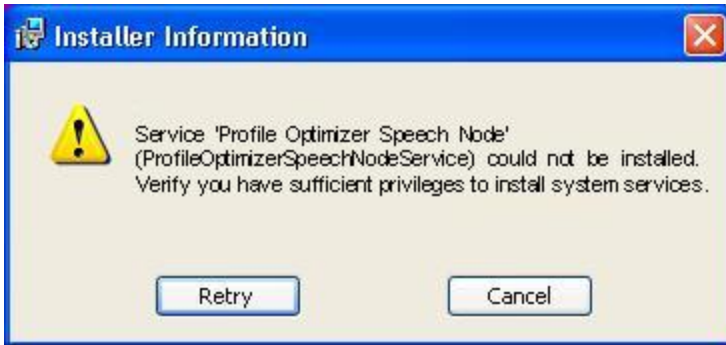 Installer Information
Service 'Profile Optimizer Speech Node'
(ProfileOptimizerSpeechNodeService) could not be installed.
Verify you have sufficient privileges to install system services.
Retry
Cancel